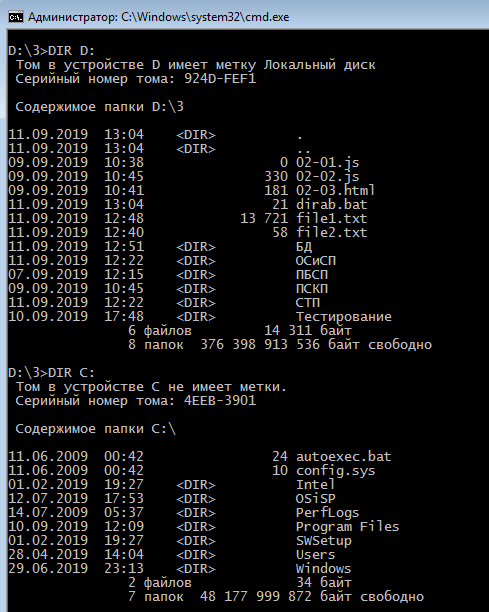 Администратор: C:\Windows\system32\cmd.exe
D:\3>DIR D:
Том в устройстве D имеет метку Локальный диск
Серийный номер тома: 924D-FEF1
Содержимое папки D:\3
11.09.2019  13:04    <DIR>          .
11.09.2019  13:04    <DIR>          ..
09.09.2019  10:38                 0 02-01.js
09.09.2019  10:45               330 02-02.js
09.09.2019  10:41               181 02-03.html
11.09.2019  13:04                21 dirab.bat
11.09.2019  12:48            13 721 file1.txt
11.09.2019  12:40                58 file2.txt
11.09.2019  12:51    <DIR>          БД
11.09.2019  12:22    <DIR>          ОСиСП
07.09.2019  12:15    <DIR>          ПБСП
09.09.2019  10:45    <DIR>          ПСКП
11.09.2019  12:22    <DIR>          СТП
10.09.2019  17:48    <DIR>          Тестирование
6 файлов         14 311 байт
8 папок  376 398 913 536 байт свободно
D:\3>DIR C:
Том в устройстве C не имеет метки.
Серийный номер тома: 4EEB-3901
Содержимое папки C:\
11.06.2009  00:42                24 autoexec.bat
11.06.2009  00:42                10 config.sys
01.02.2019  19:27    <DIR>          Intel
12.07.2019  17:53    <DIR>          OSiSP
14.07.2009  05:37    <DIR>          PerfLogs
10.09.2019  12:09    <DIR>          Program Files
01.02.2019  19:27    <DIR>          SWSetup
28.04.2019  14:04    <DIR>          Users
29.06.2019  23:13    <DIR>          Windows
2 файлов             34 байт
7 папок  48 177 999 872 байт свободно